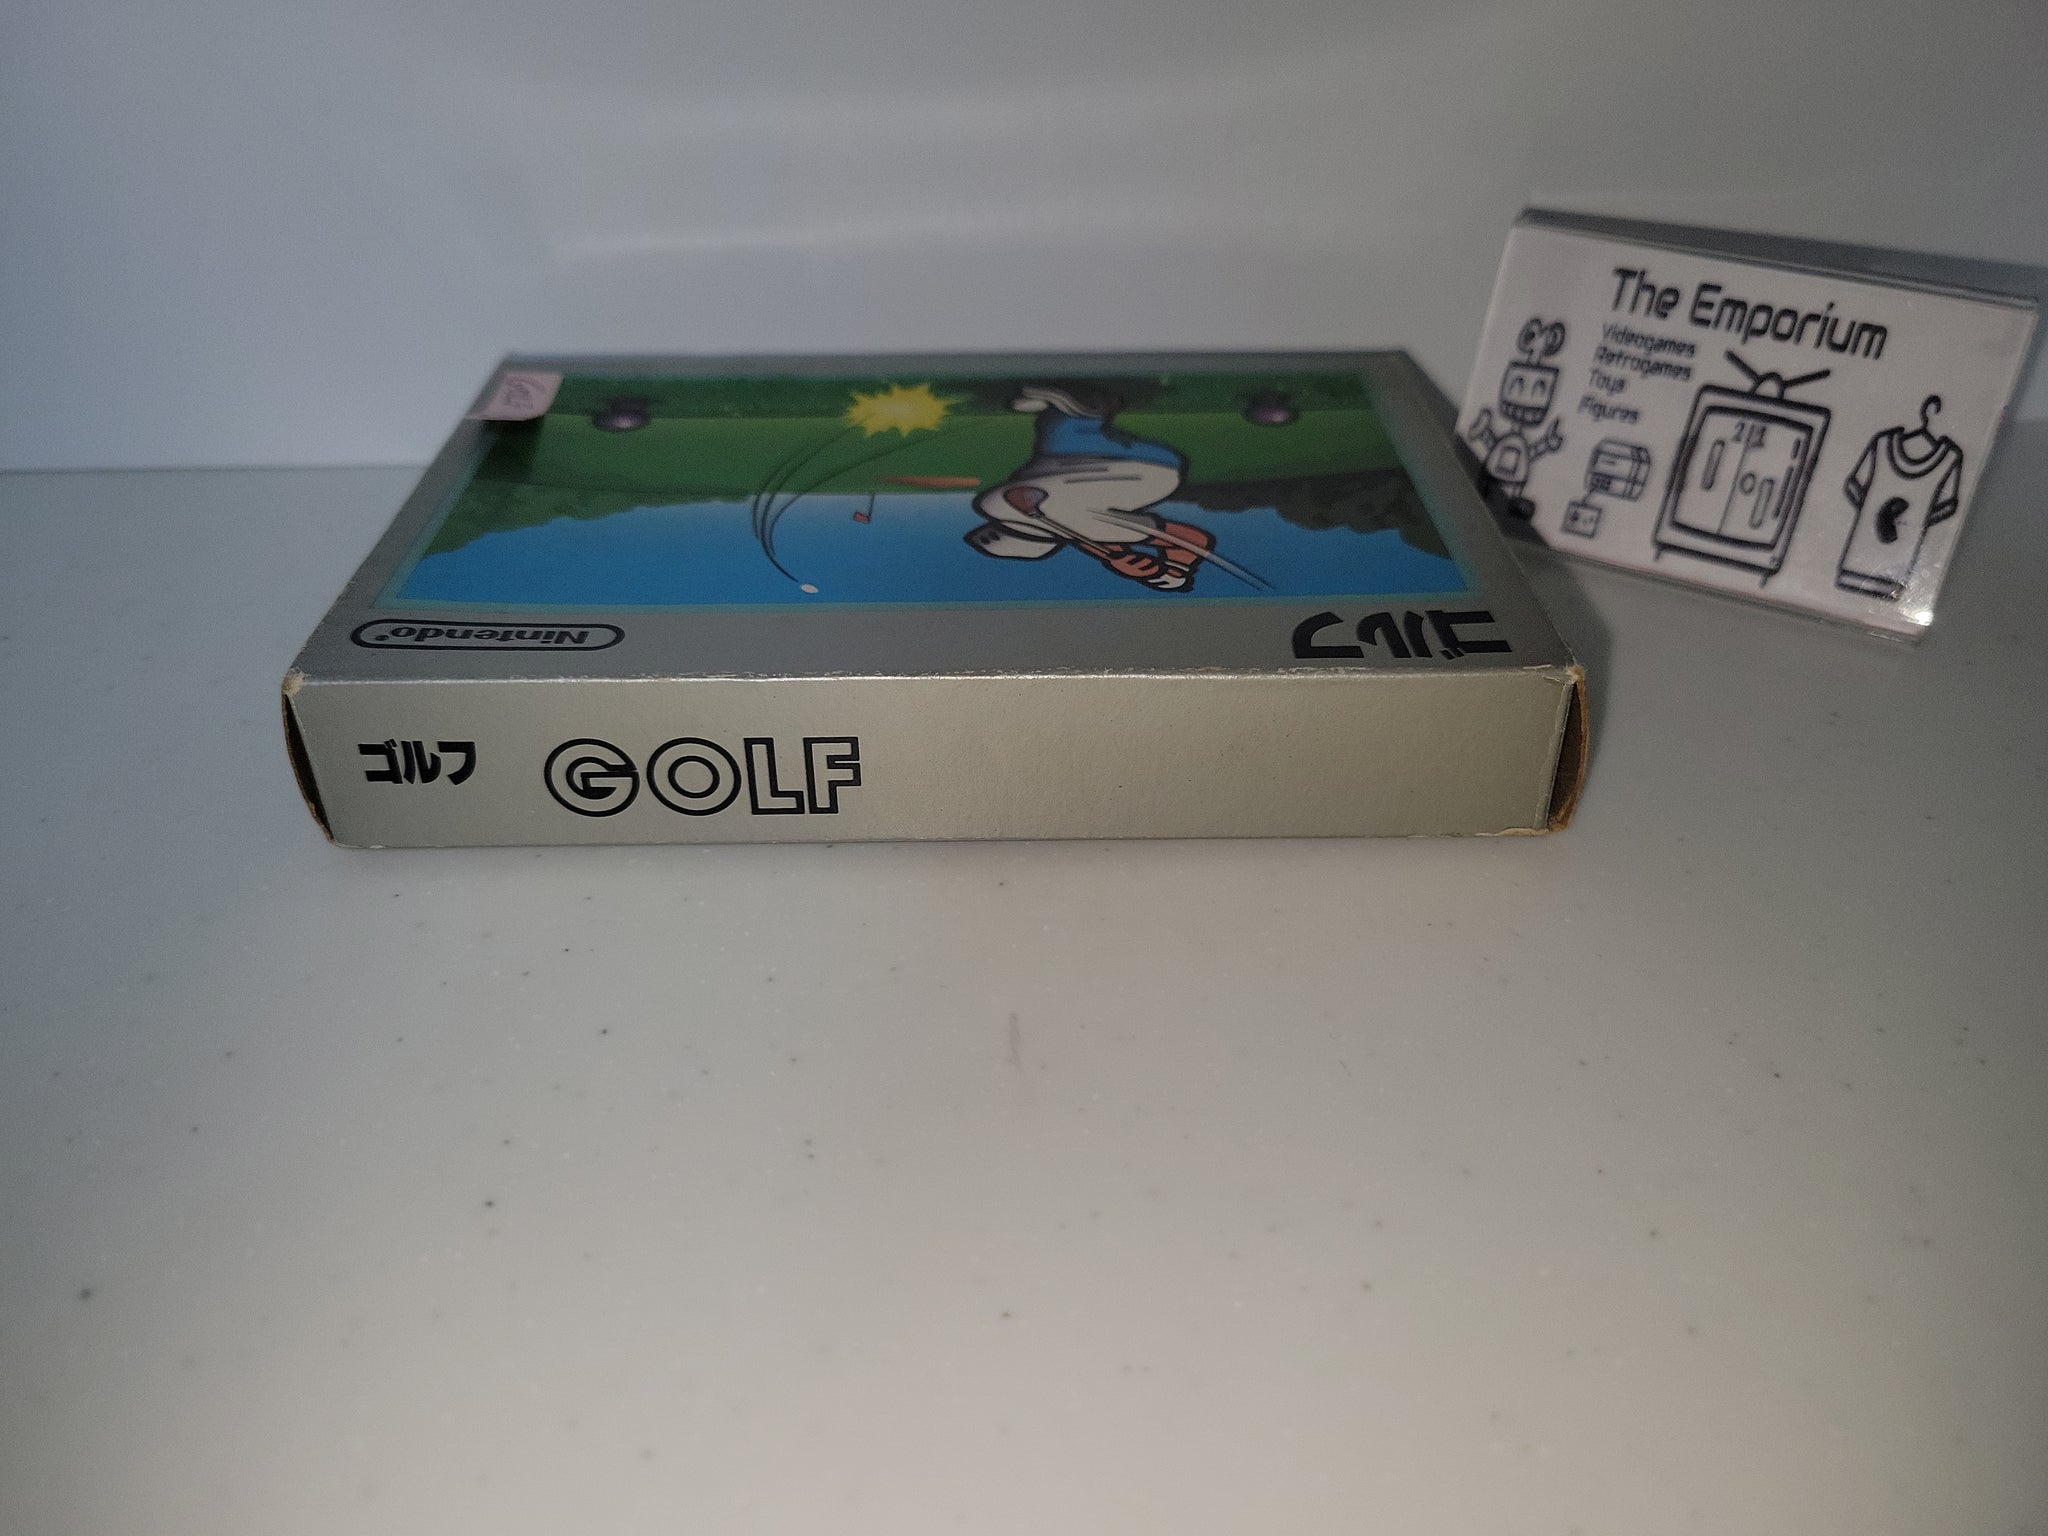 The Emporium
Videogames
Retrogames
Toys
Figures
Nintendo®
ゴルフ
ゴルフ GOLF